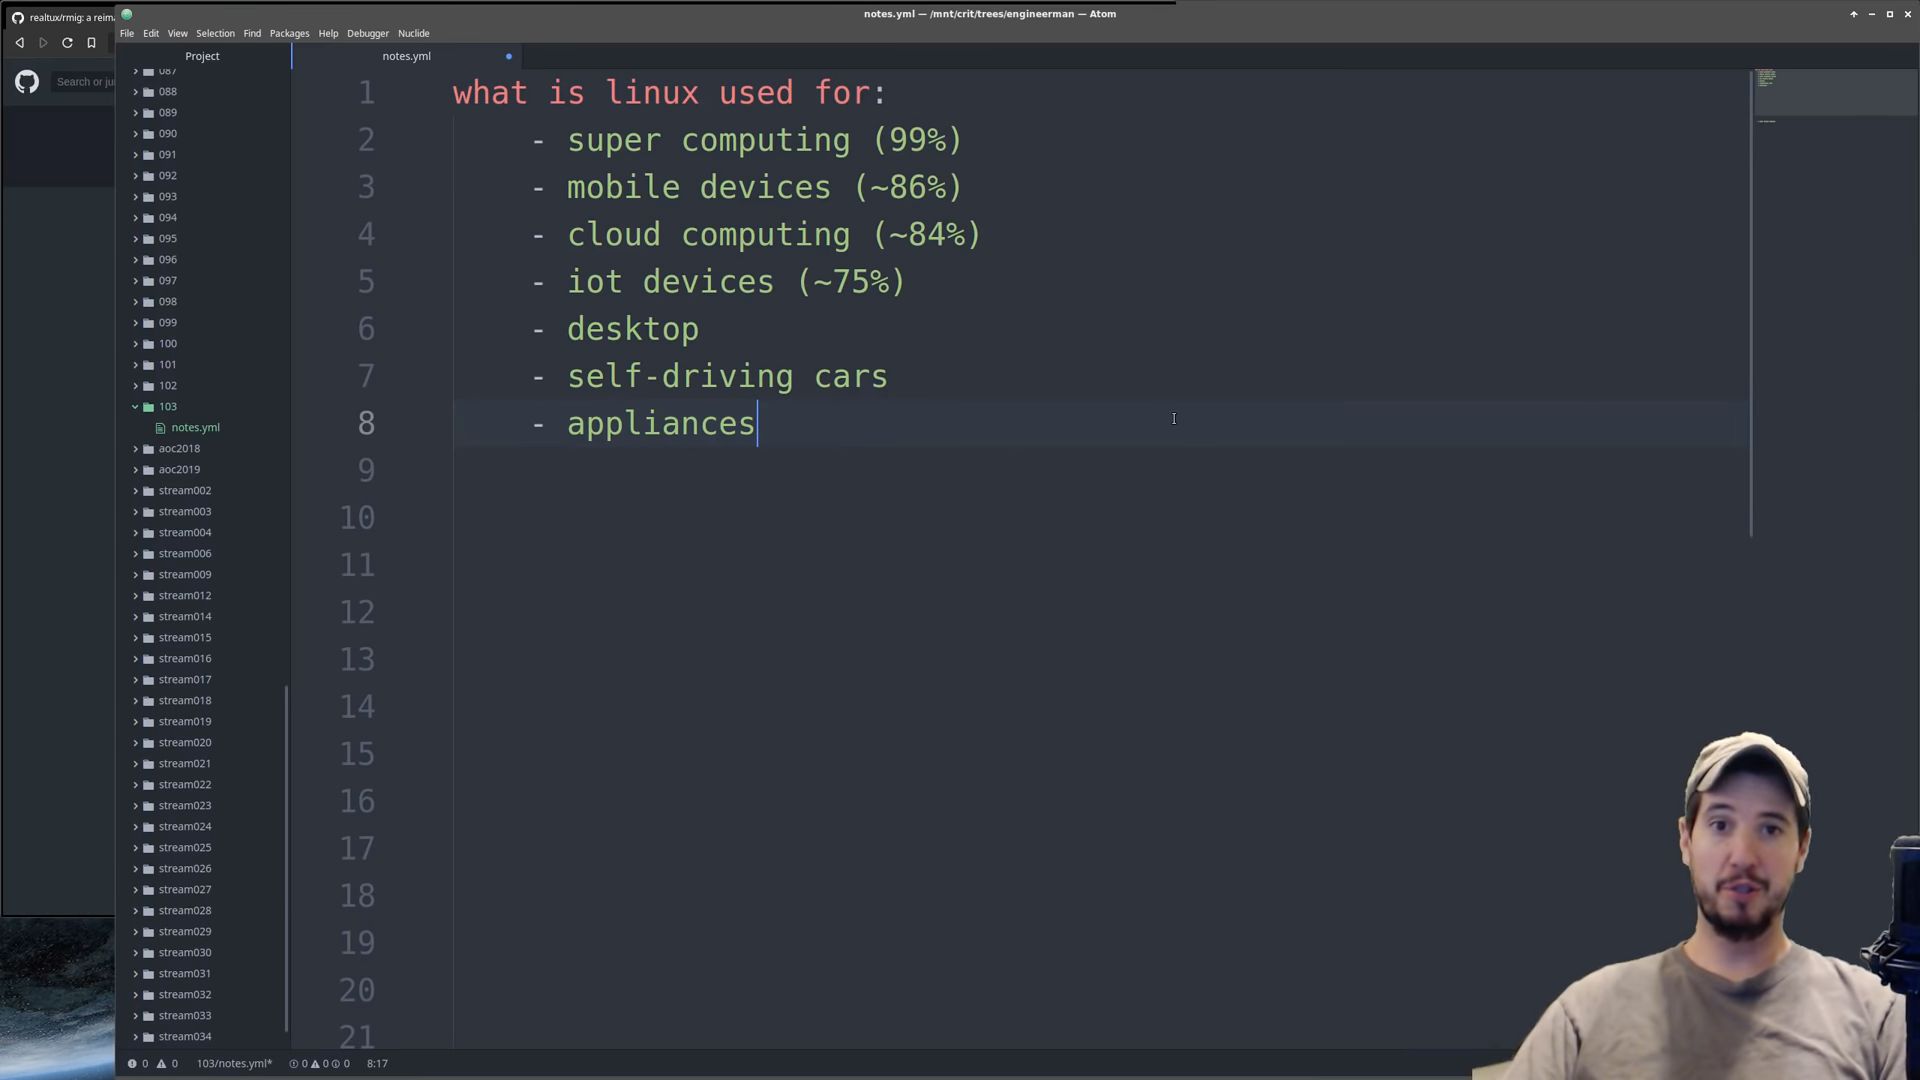 realtux/rmig: a reima
notes.yml — /mnt/crit/trees/engineerman — Atom
File Edit View Selection Find Packages Help Debugger Nuclide
Search or ju
Project
notes.yml
087
088
089
090
091
092
093
094
095
096
097
098
099
100
101
102
103
notes.yml
aoc2018
aoc2019
stream002
stream003
stream004
stream006
stream009
stream012
stream014
stream015
stream016
stream017
stream018
stream019
stream020
stream021
stream022
stream023
stream024
stream025
stream026
stream027
stream028
stream029
stream030
stream031
stream032
stream033
stream034
1 what is linux used for:
2 - super computing (99%)
3 - mobile devices (~86%)
4 - cloud computing (~84%)
5 - iot devices (~75%)
6 - desktop
7 - self-driving cars
8 - appliances
9
10
11
12
13
14
15
16
17
18
19
20
21
0 0 103/notes.yml* 0 0 0 8:17